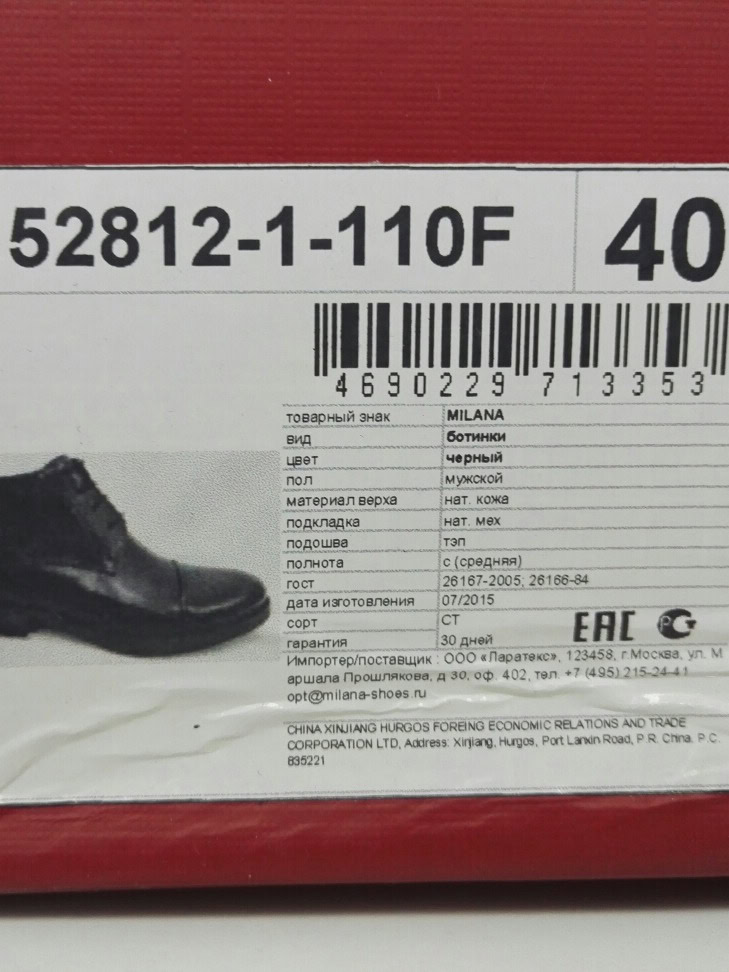 52812-1-110F 40
4690229 713353
товарный знак MILANA
вид ботинки
цвет черный
пол мужской
материал верха нат. кожа
подкладка нат. мех
подошва тэп
полнота с (средняя)
гост 26167-2005; 26166-84
дата изготовления 07/2015
сорт СТ
гарантия 30 дней
ЕАС РСТ
Импортер/поставщик : ООО «Паратекс», 123458, г.Москва, ул. М
аршала Прошлякова, д 30, оф. 402, тел. +7 (495) 215-24-41
opt@milana-shoes.ru
CHINA XINJIANG HURGOS FOREING ECONOMIC RELATIONS AND TRADE
CORPORATION LTD, Address: Xinjiang, Hurgos, Port Lanxin Road, P.R. China, P.C.
835221